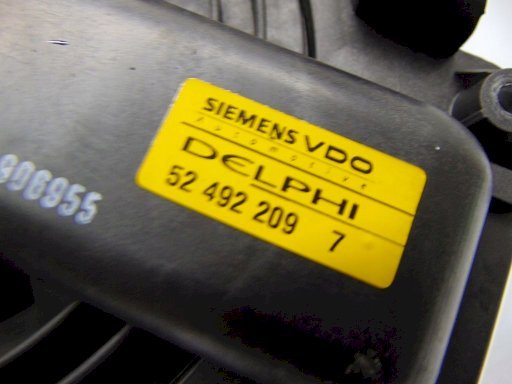 SIEMENS VDO
Automotive
DELPHI
52 492 209 7
806955